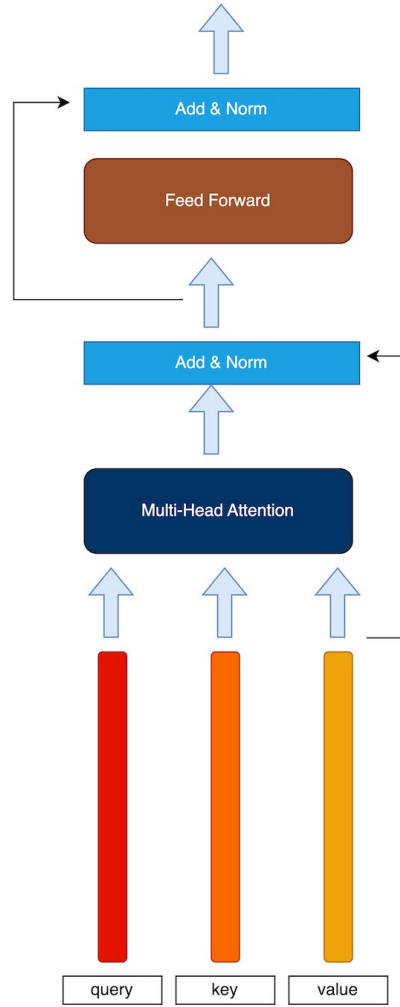 Add & Norm
Feed Forward
Add & Norm
Multi-Head Attention
query
key
value